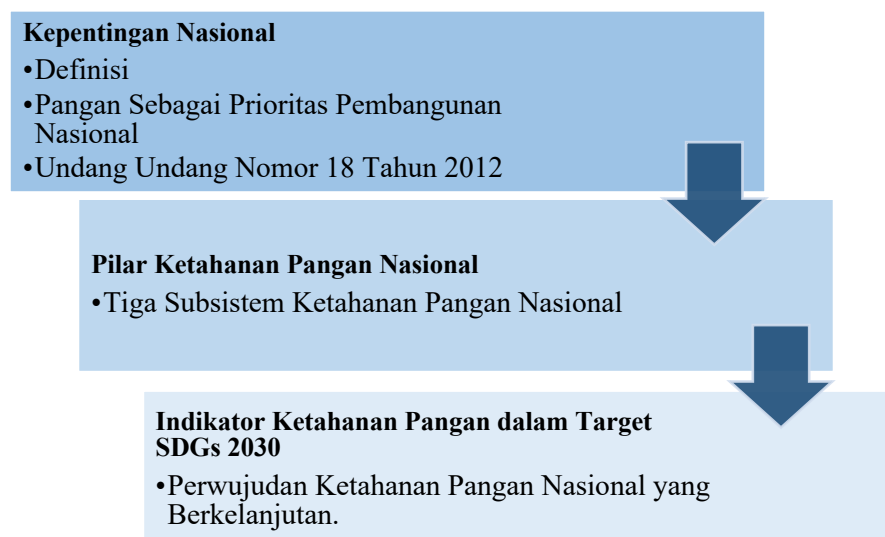 Kepentingan Nasional
•Definisi
•Pangan Sebagai Prioritas Pembangunan
Nasional
•Undang Undang Nomor 18 Tahun 2012
Pilar Ketahanan Pangan Nasional
•Tiga Subsistem Ketahanan Pangan Nasional
Indikator Ketahanan Pangan dalam Target
SDGs 2030
•Perwujudan Ketahanan Pangan Nasional yang
Berkelanjutan.